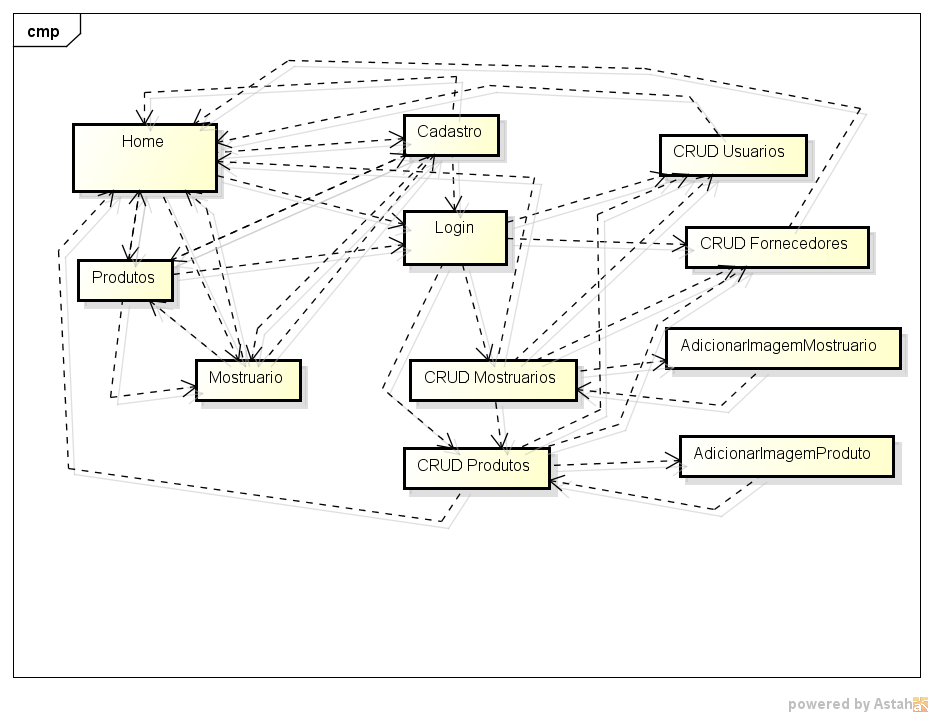 cmp
Home
Cadastro
CRUD Usuarios
Login
CRUD Fornecedores
Produtos
Mostruario
CRUD Mostruarios
AdicionarImagemMostruario
CRUD Produtos
AdicionarImagemProduto
powered by Astah